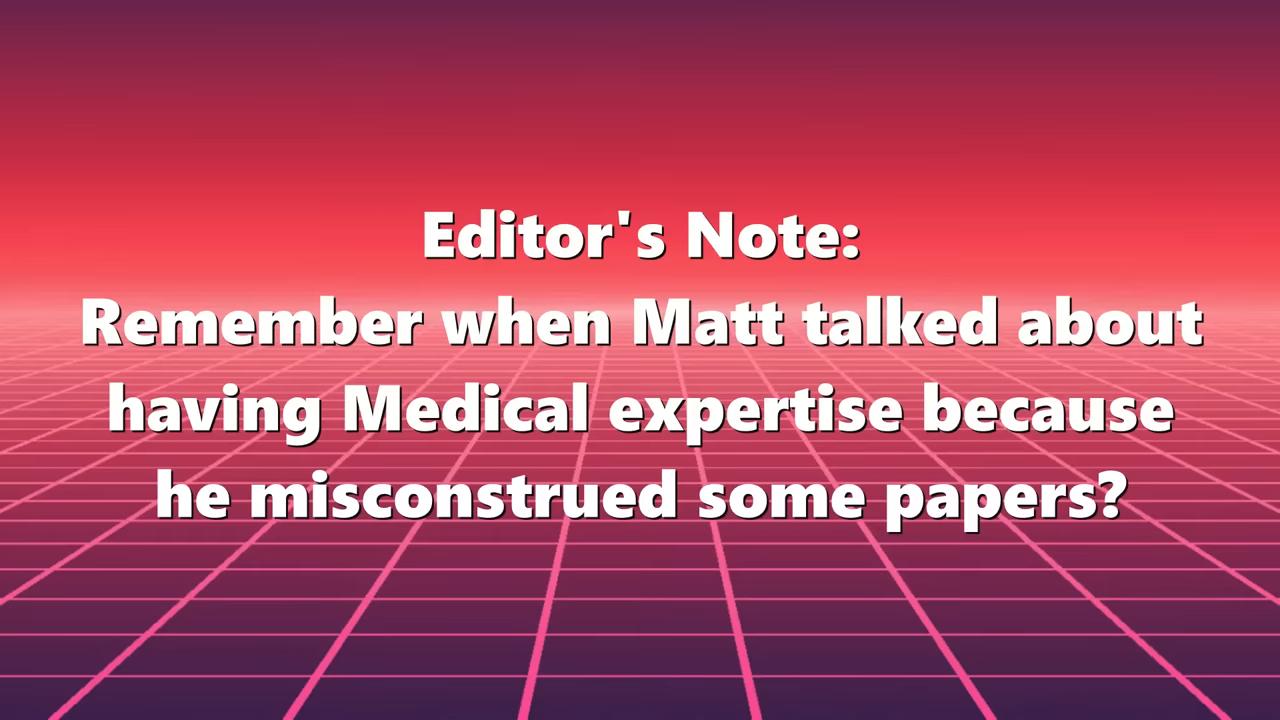 Editor's Note:
Remember when Matt talked about
having Medical expertise because
he misconstrued some papers?